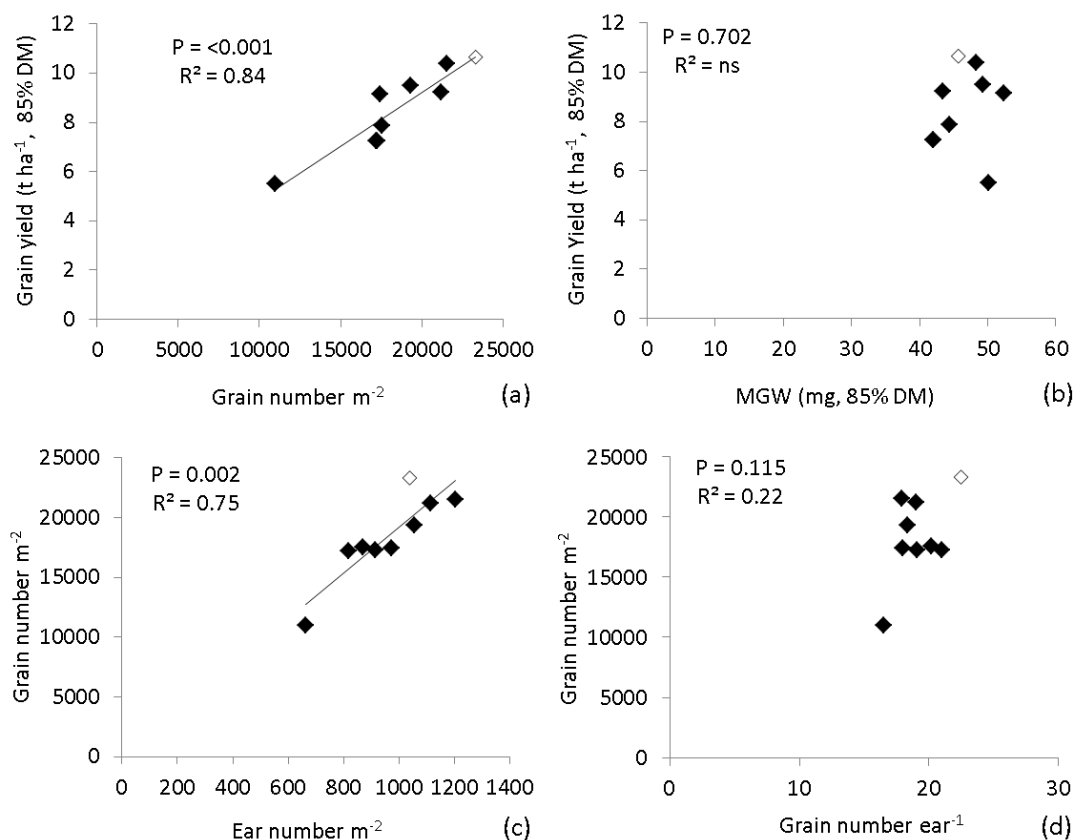 P = <0.001
R² = 0.84
Grain yield (t ha⁻¹, 85% DM)
12
10
8
6
4
2
0
0 5000 10000 15000 20000 25000
Grain number m⁻²
(a)
P = 0.702
R² = ns
Grain Yield (t ha⁻¹, 85% DM)
12
10
8
6
4
2
0
0 10 20 30 40 50 60
MGW (mg, 85% DM)
(b)
P = 0.002
R² = 0.75
Grain number m⁻²
25000
20000
15000
10000
5000
0
0 200 400 600 800 1000 1200 1400
Ear number m⁻²
(c)
P = 0.115
R² = 0.22
Grain number m⁻²
25000
20000
15000
10000
5000
0
0 10 20 30
Grain number ear⁻¹
(d)